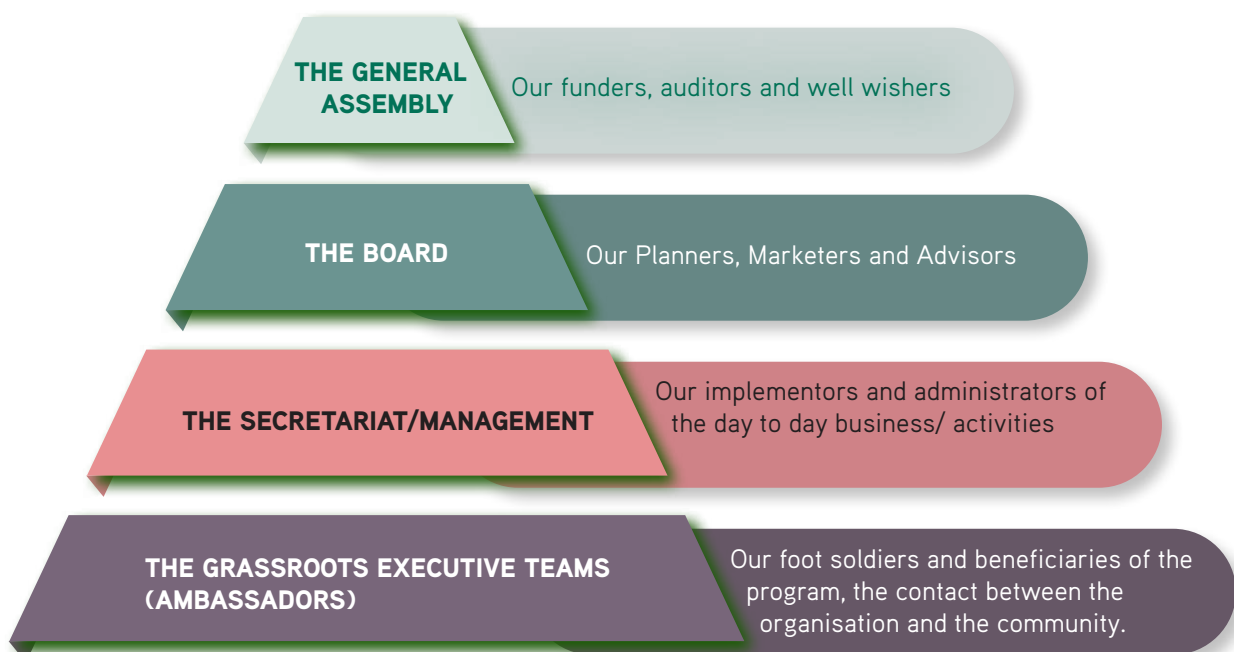 THE GENERAL
ASSEMBLY
Our funders, auditors and well wishers
THE BOARD
Our Planners, Marketers and Advisors
THE SECRETARIAT/MANAGEMENT
Our implementors and administrators of
the day to day business/ activities
THE GRASSROOTS EXECUTIVE TEAMS
(AMBASSADORS)
Our foot soldiers and beneficiaries of the
program, the contact between the
organisation and the community.